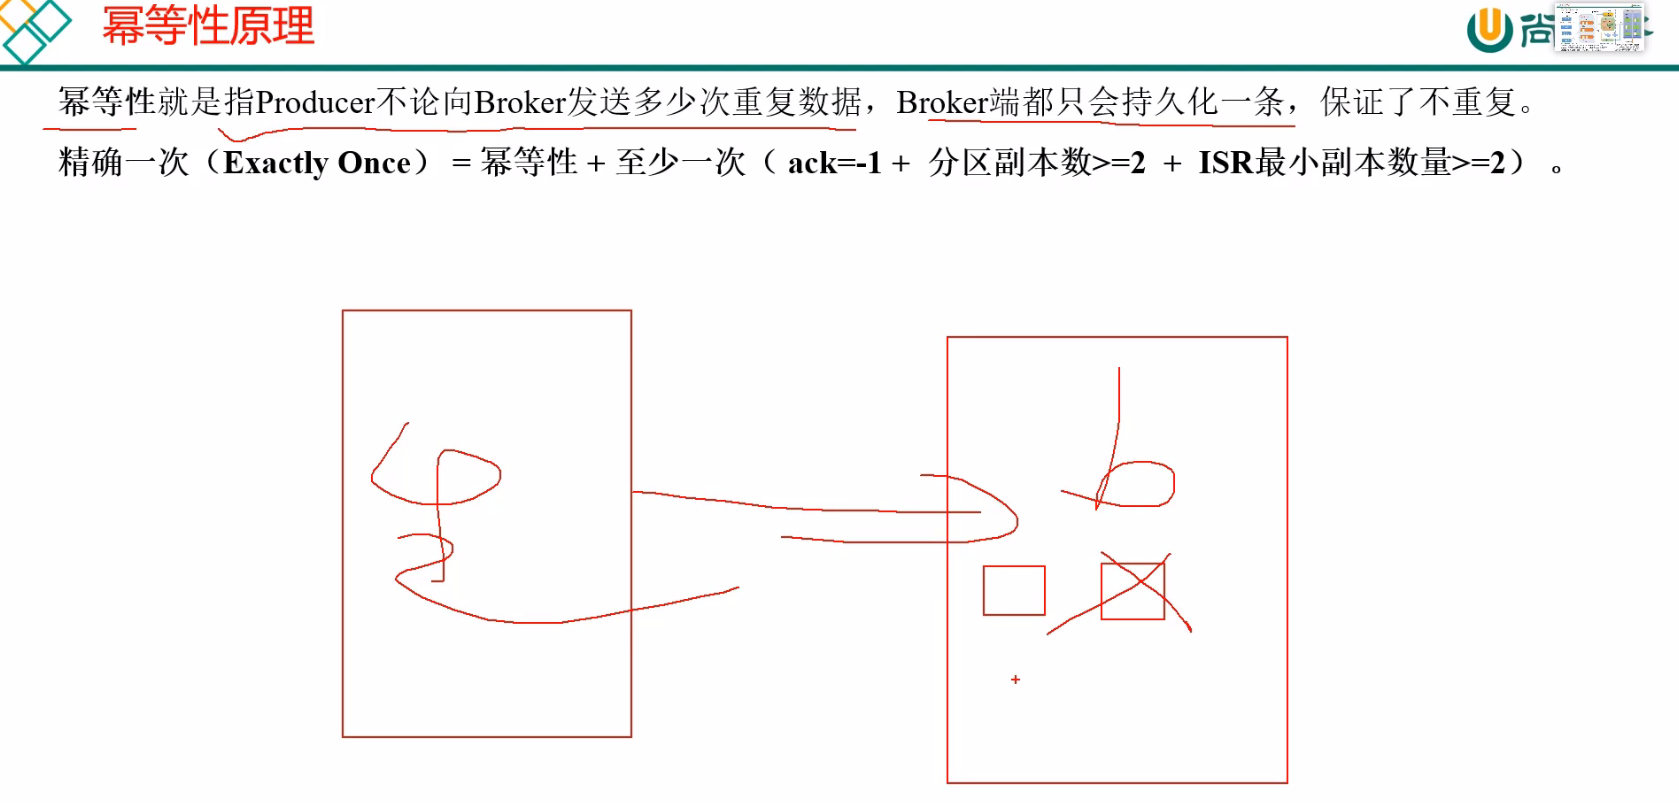 幂等性原理
尚
幂等性就是指Producer不论向Broker发送多少次重复数据，Broker端都只会持久化一条，保证了不重复。
精确一次（Exactly Once） = 幂等性 + 至少一次（ ack=-1 + 分区副本数>=2 + ISR最小副本数量>=2） 。
p
b